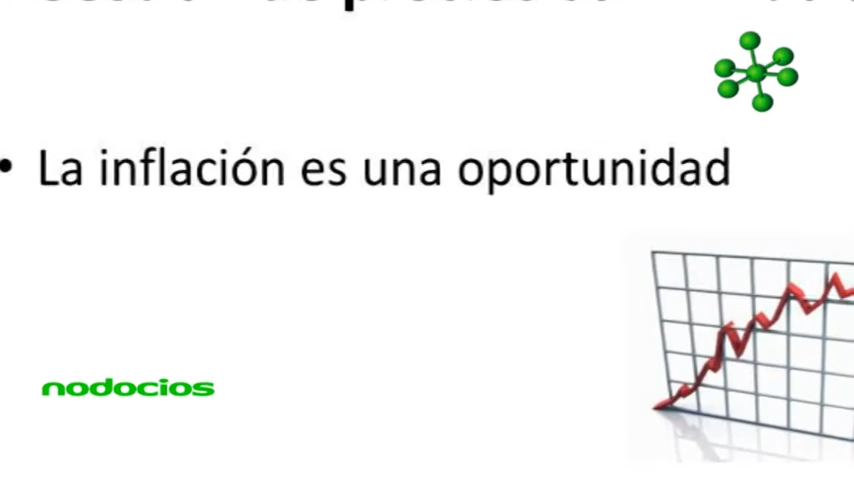 • La inflación es una oportunidad
nodocios